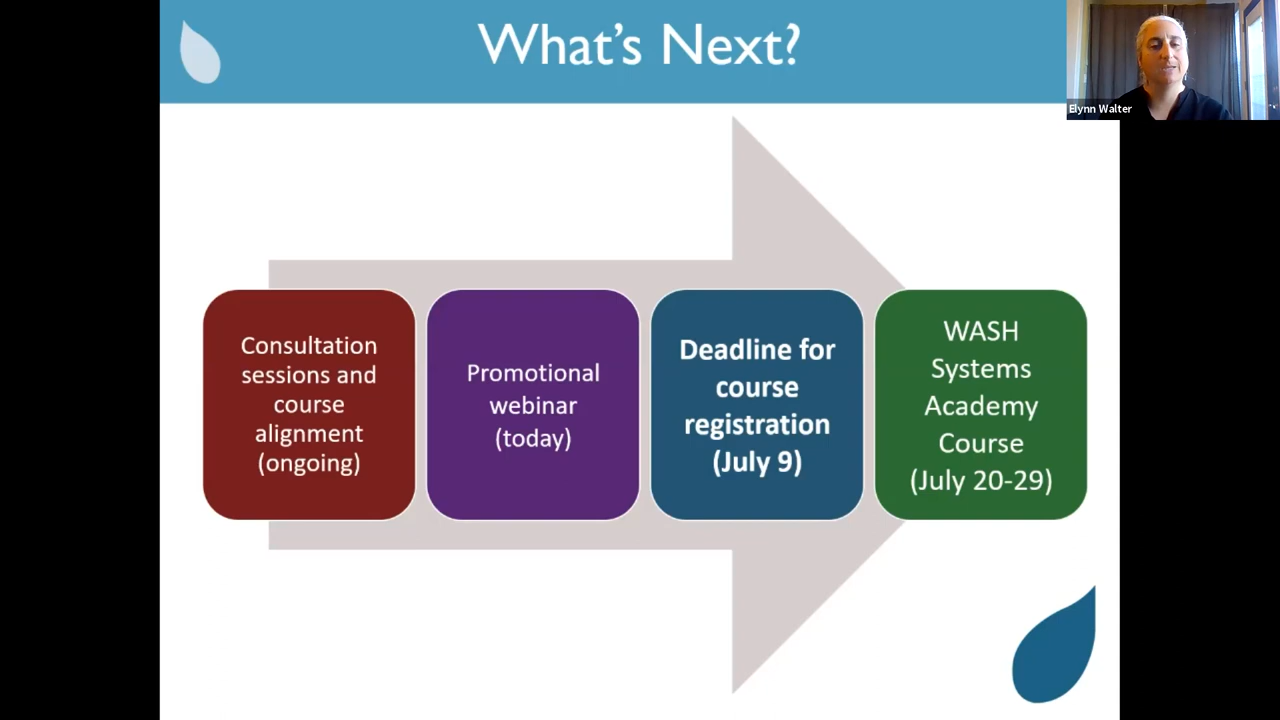 What's Next?
Elynn Walter
Consultation
sessions and
course
alignment
(ongoing)
Promotional
webinar
(today)
Deadline for
course
registration
(July 9)
WASH
Systems
Academy
Course
(July 20-29)